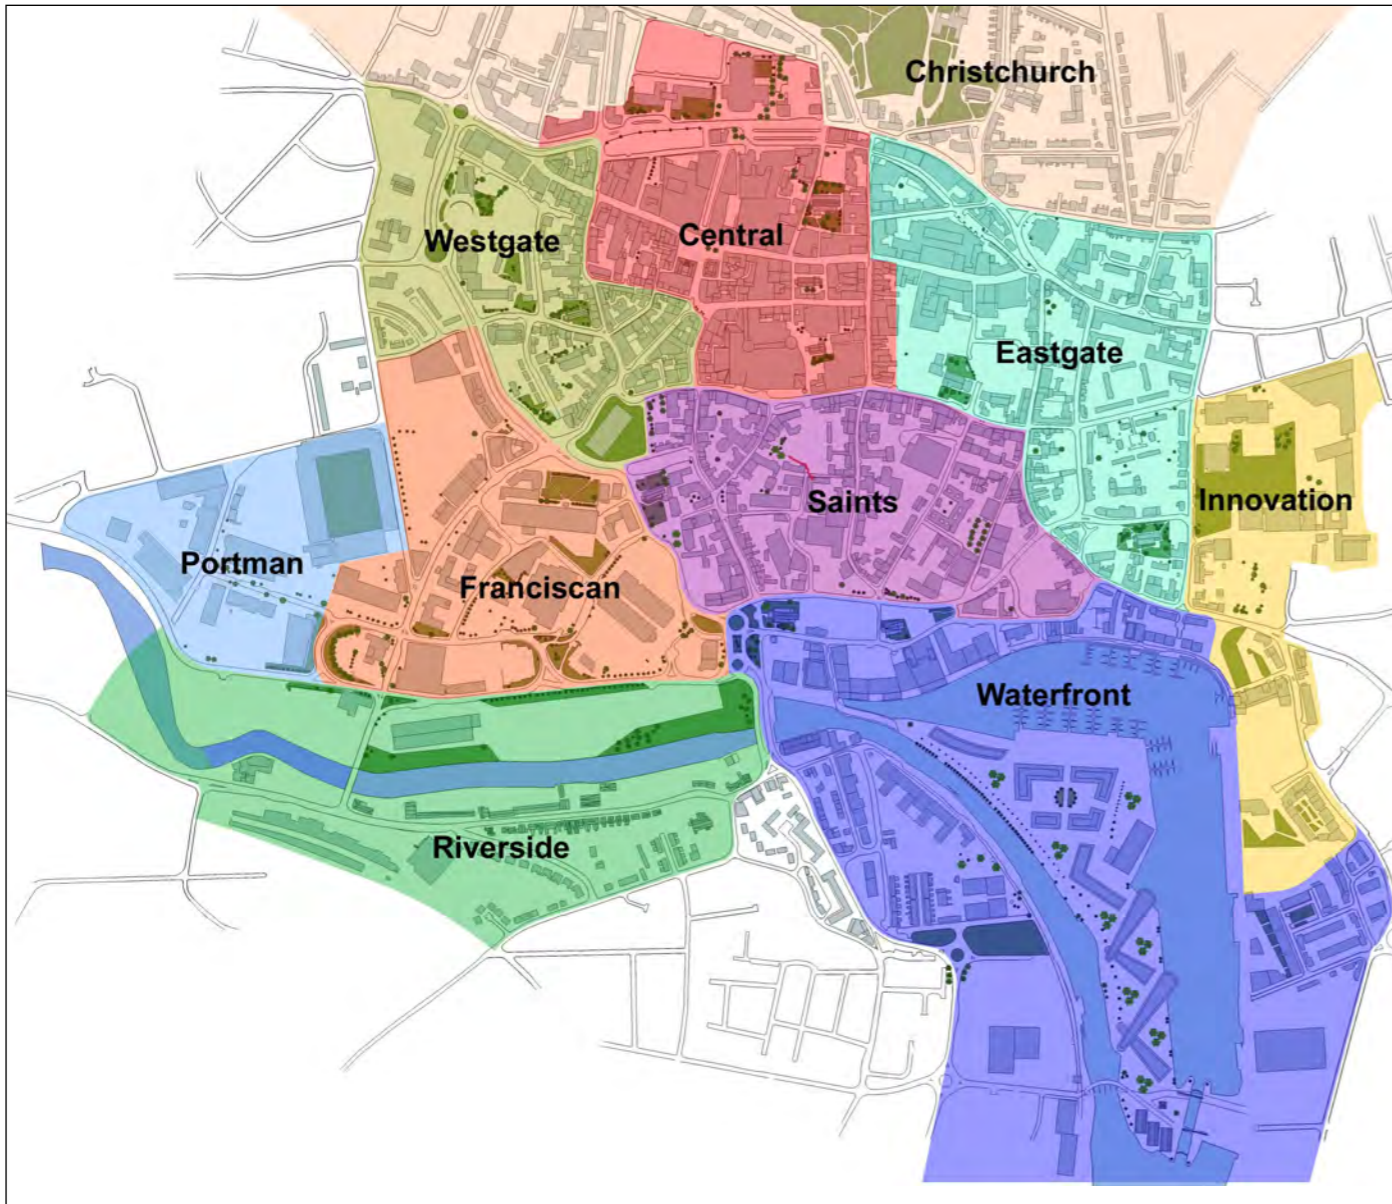 Christchurch
Westgate
Central
Eastgate
Saints
Innovation
Portman
Franciscan
Waterfront
Riverside